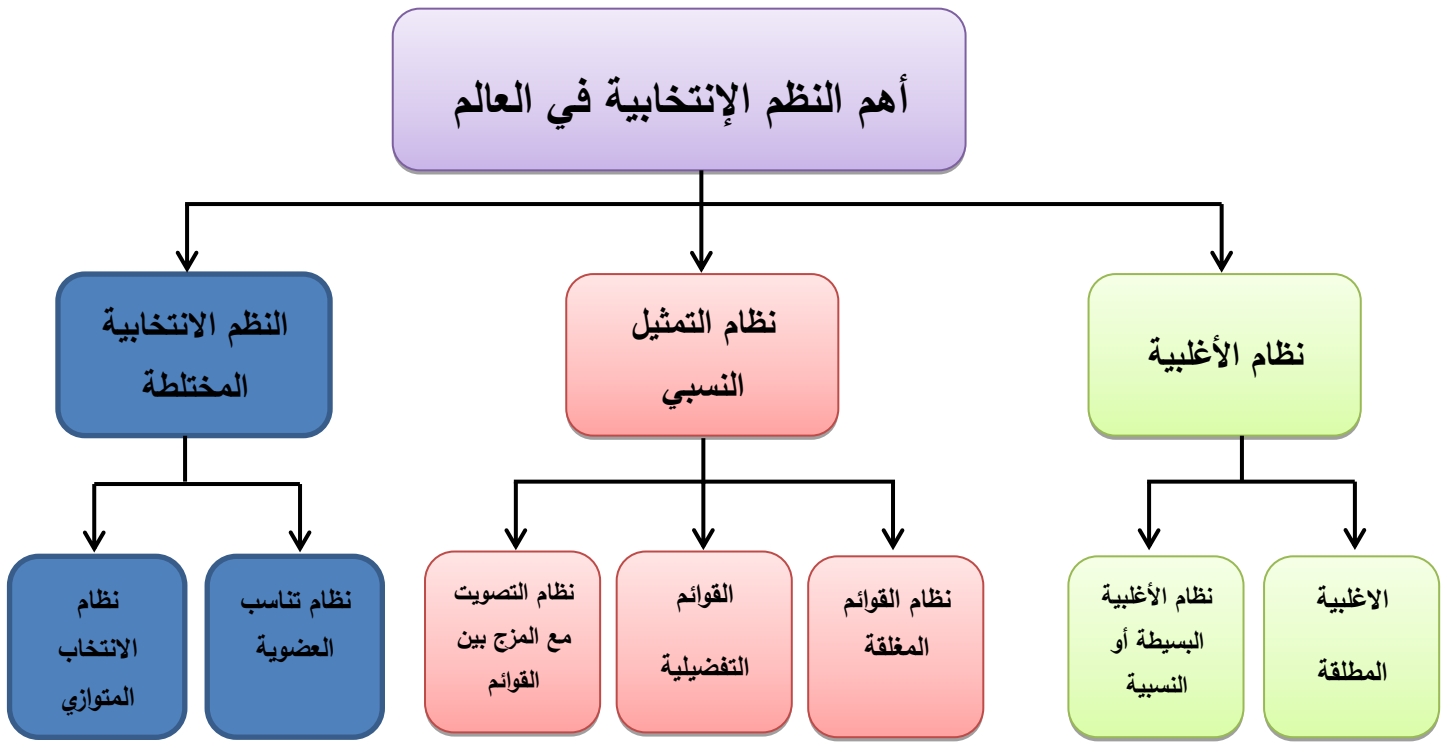 أهم النظم الإنتخابية في العالم
نظام الأغلبية
نظام التمثيل
النسبي
النظم الانتخابية
المختلطة
الاغلبية
المطلقة
نظام الأغلبية
البسيطة أو
النسبية
نظام القوائم
المغلقة
القوائم
التفضيلية
نظام التصويت
مع المزج بين
القوائم
نظام تناسب
العضوية
نظام
الانتخاب
المتوازي